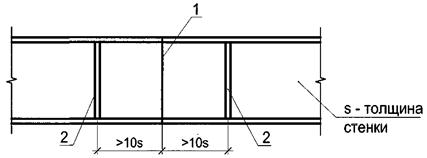 1
s - толщина
стенки
2
>10s
>10s
2